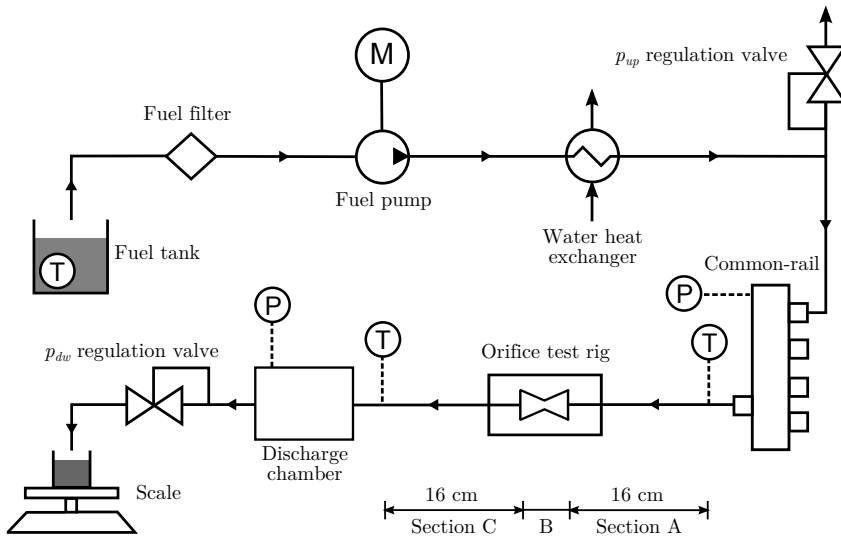 M
p_up regulation valve
Fuel filter
Fuel pump
Water heat
exchanger
Fuel tank
T
Common-rail
P
P
T
T
Orifice test rig
p_dw regulation valve
Discharge
chamber
Scale
16 cm
16 cm
Section C
B
Section A